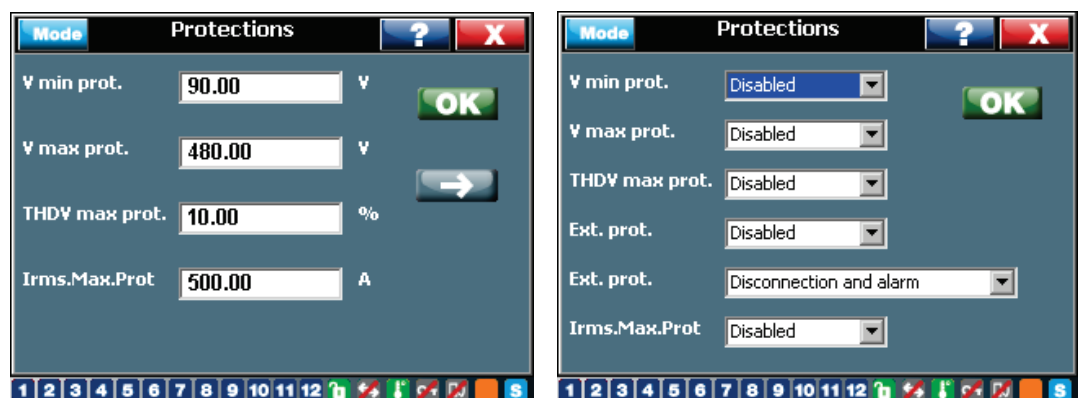 Mode Protections ? X
V min prot. 90.00 V
OK
V max prot. 480.00 V
THDV max prot. 10.00 %
Irms.Max.Prot 500.00 A
1 2 3 4 5 6 7 8 9 10 11 12 S
Mode Protections ? X
V min prot. Disabled
OK
V max prot. Disabled
THDV max prot. Disabled
Ext. prot. Disabled
Ext. prot. Disconnection and alarm
Irms.Max.Prot Disabled
1 2 3 4 5 6 7 8 9 10 11 12 S